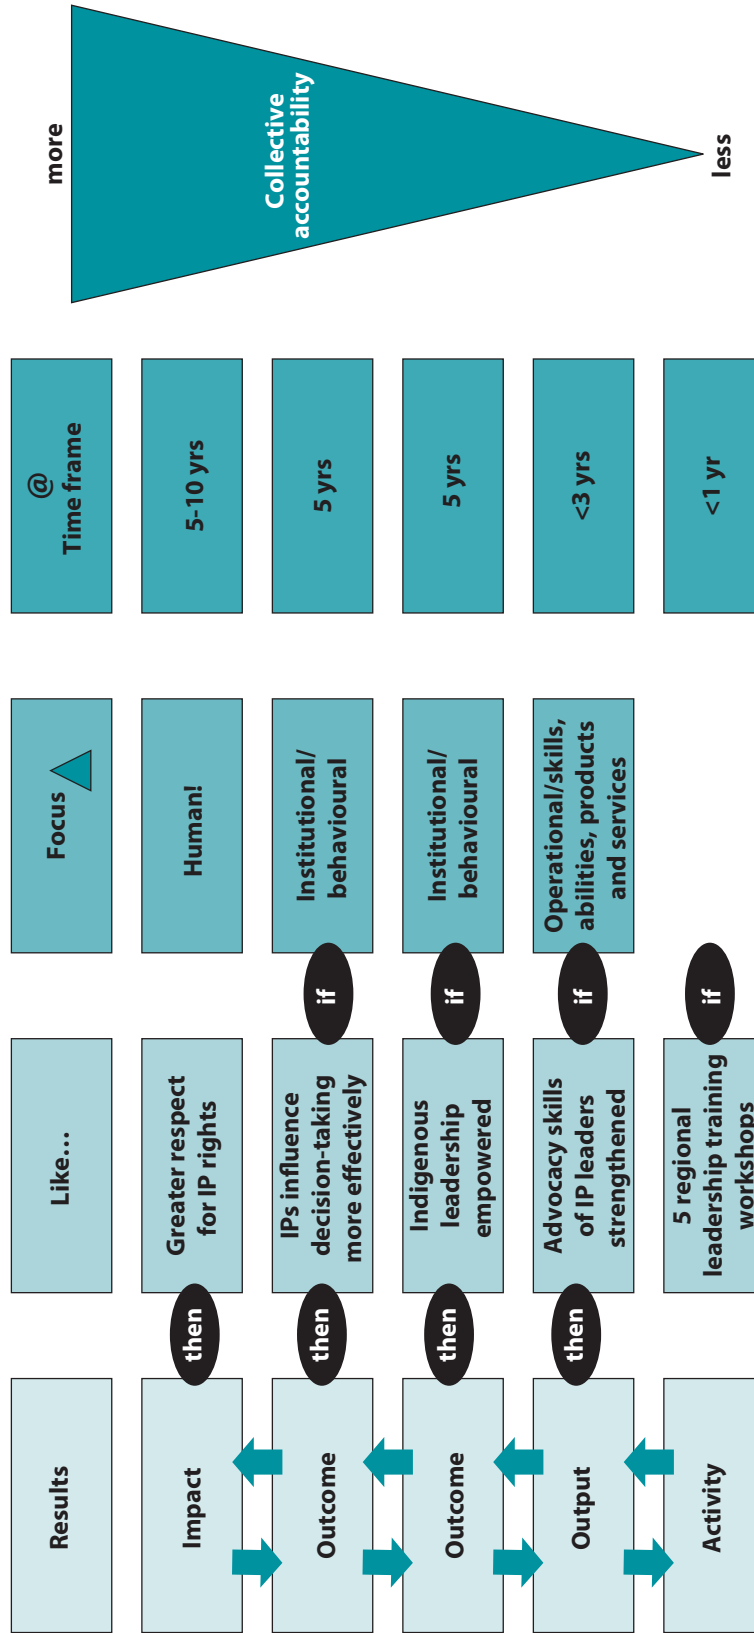 Results
Like...
Focus
@
Time frame
Impact
then
Greater respect
for IP rights
Human!
5-10 yrs
Outcome
then
IPs influence
decision-taking
more effectively
if
Institutional/
behavioural
5 yrs
Outcome
then
Indigenous
leadership
empowered
if
Institutional/
behavioural
5 yrs
Output
then
Advocacy skills
of IP leaders
strengthened
if
Operational/skills,
abilities, products
and services
<3 yrs
Activity
5 regional
leadership training
workshops
if
<1 yr
more
Collective
accountability
less